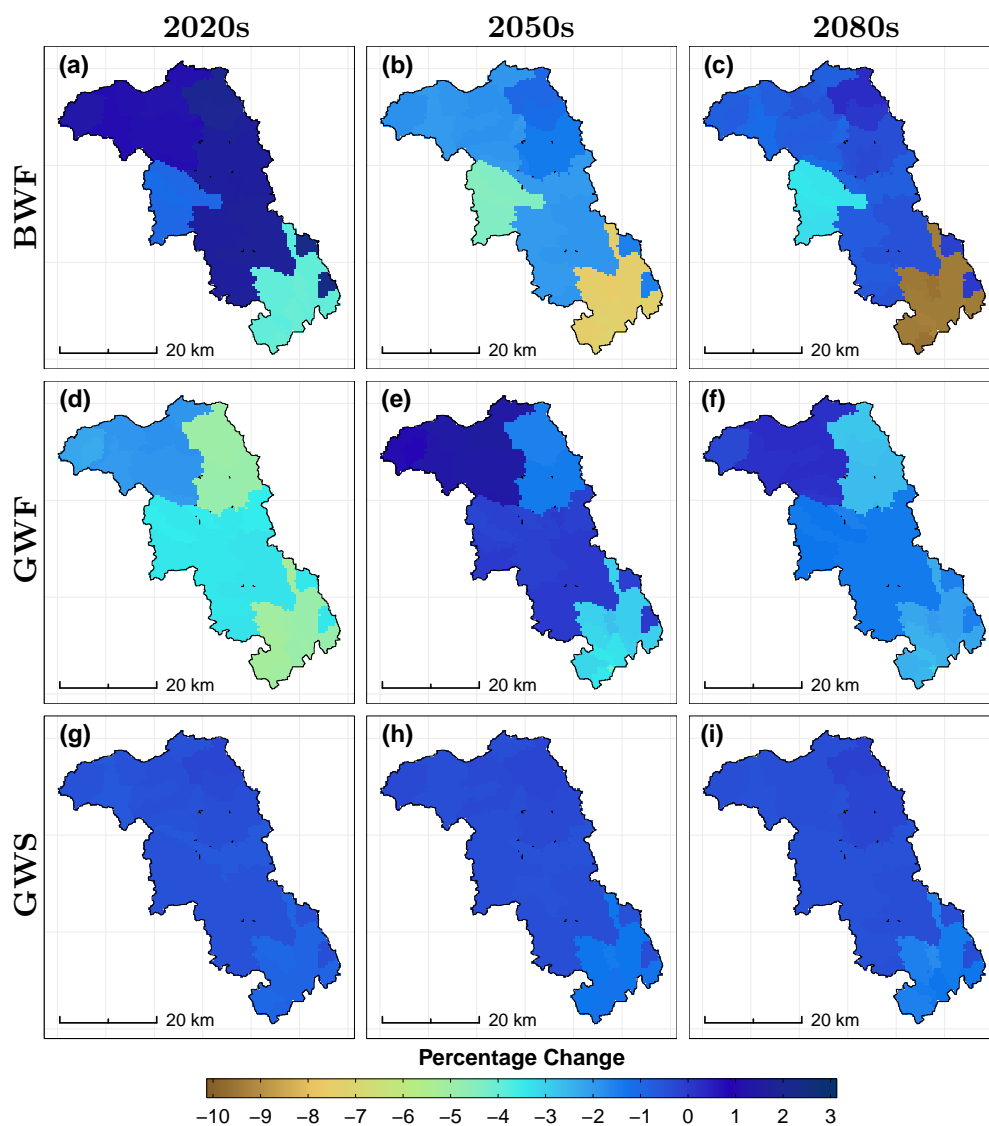 2020s 2050s 2080s
(a) (b) (c)
BWF
20 km 20 km 20 km
(d) (e) (f)
GWF
20 km 20 km 20 km
(g) (h) (i)
GWS
20 km 20 km 20 km
Percentage Change
−10 −9 −8 −7 −6 −5 −4 −3 −2 −1 0 1 2 3